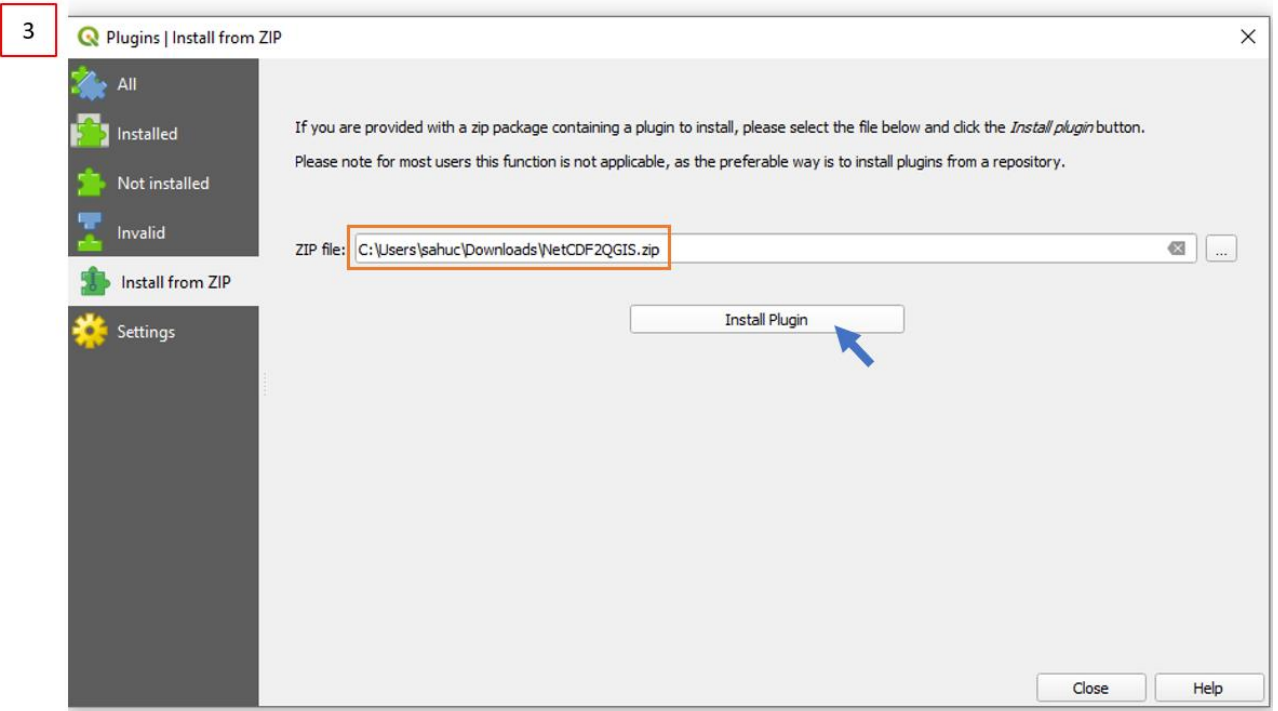 3
Plugins | Install from ZIP
All
Installed
Not installed
Invalid
Install from ZIP
Settings
If you are provided with a zip package containing a plugin to install, please select the file below and click the Install plugin button.
Please note for most users this function is not applicable, as the preferable way is to install plugins from a repository.
ZIP file: C:\Users\sahuc\Downloads\NetCDF2QGIS.zip ...
Install Plugin
Close Help